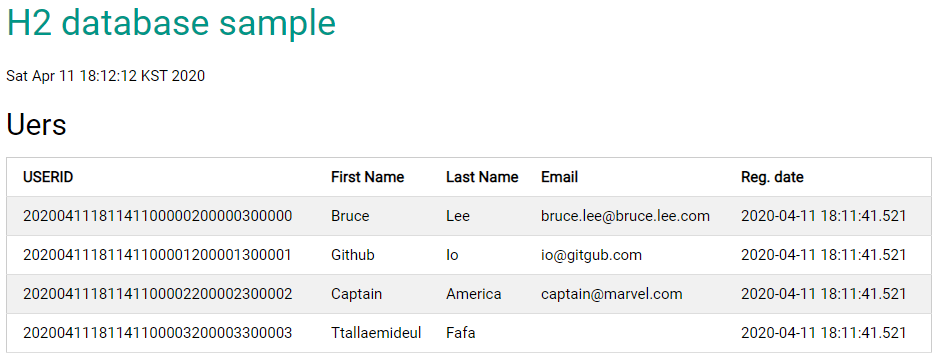 H2 database sample
Sat Apr 11 18:12:12 KST 2020
Uers
USERID First Name Last Name Email Reg. date
20200411181141100000200000300000 Bruce Lee bruce.lee@bruce.lee.com 2020-04-11 18:11:41.521
20200411181141100001200001300001 Github Io io@gitgub.com 2020-04-11 18:11:41.521
20200411181141100002200002300002 Captain America captain@marvel.com 2020-04-11 18:11:41.521
20200411181141100003200003300003 Ttallaemideul Fafa 2020-04-11 18:11:41.521